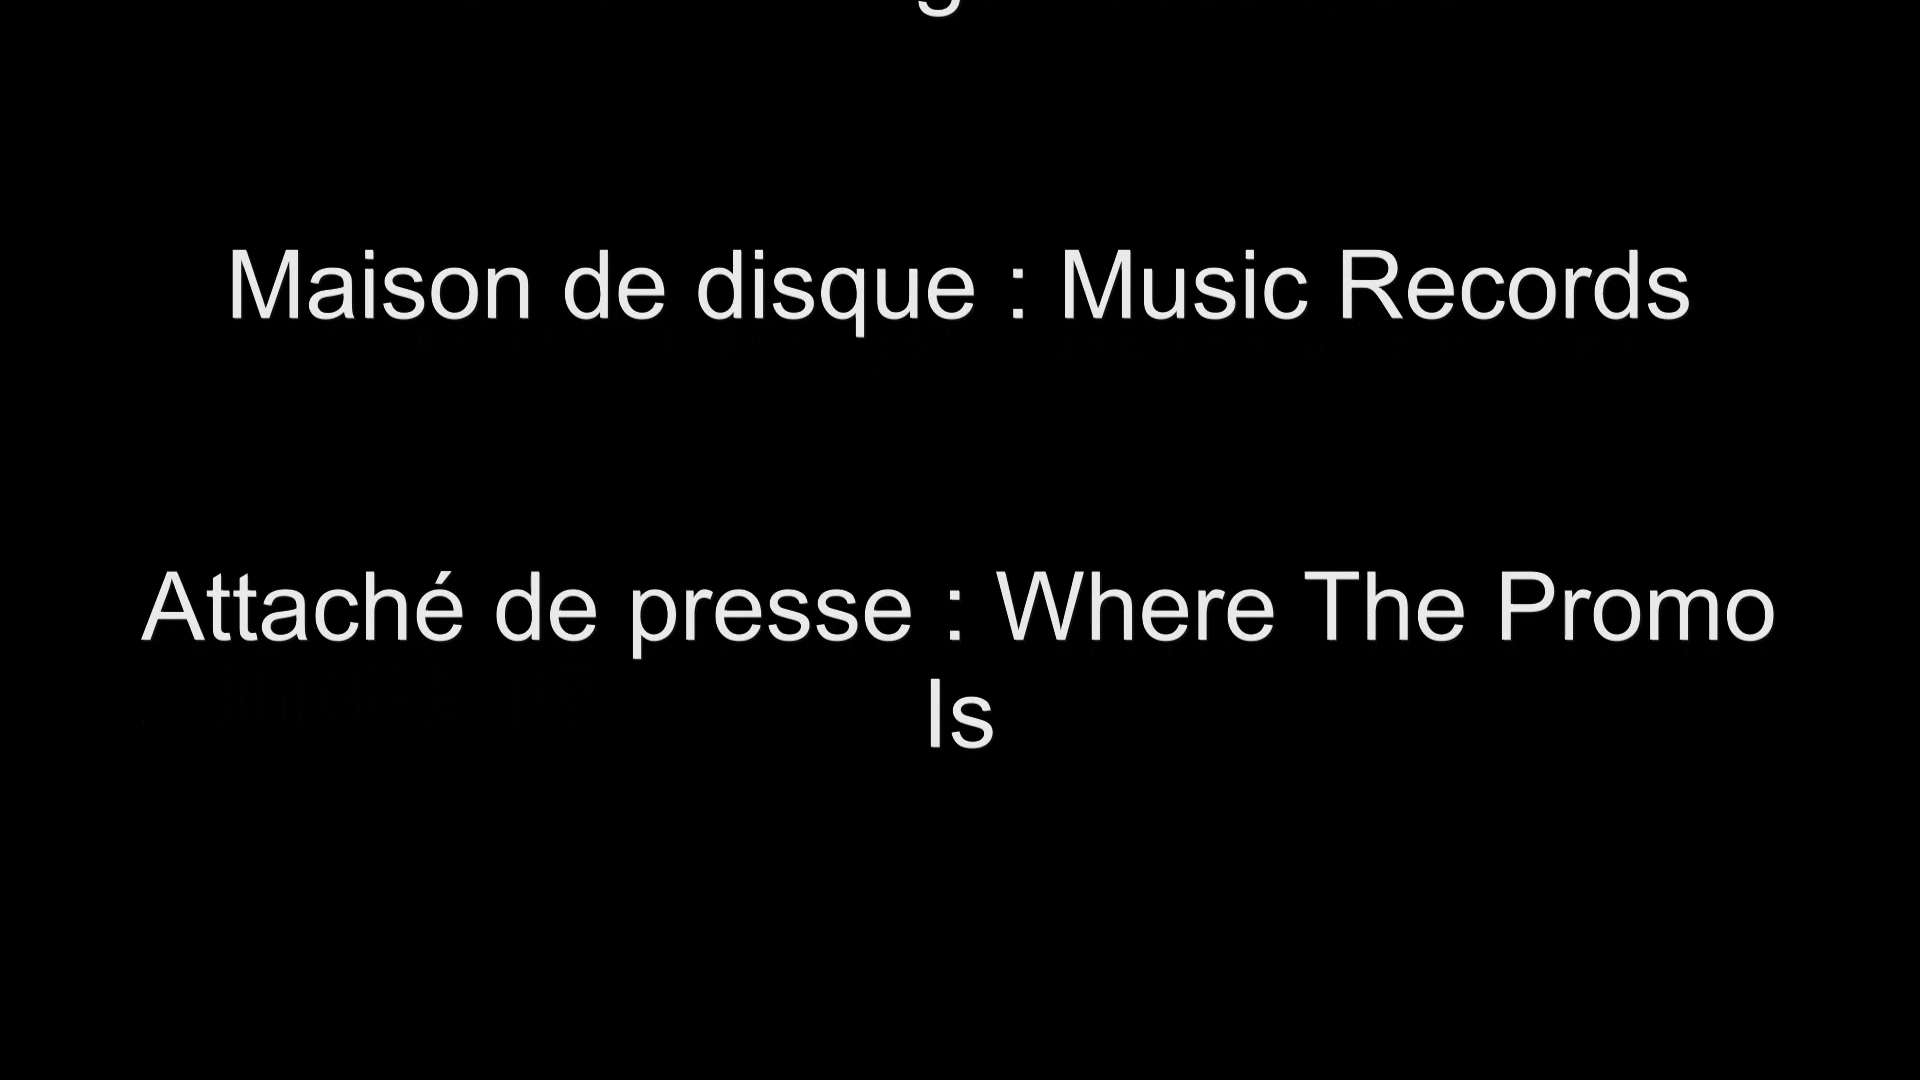 Maison de disque : Music Records
Attaché de presse : Where The Promo
Is